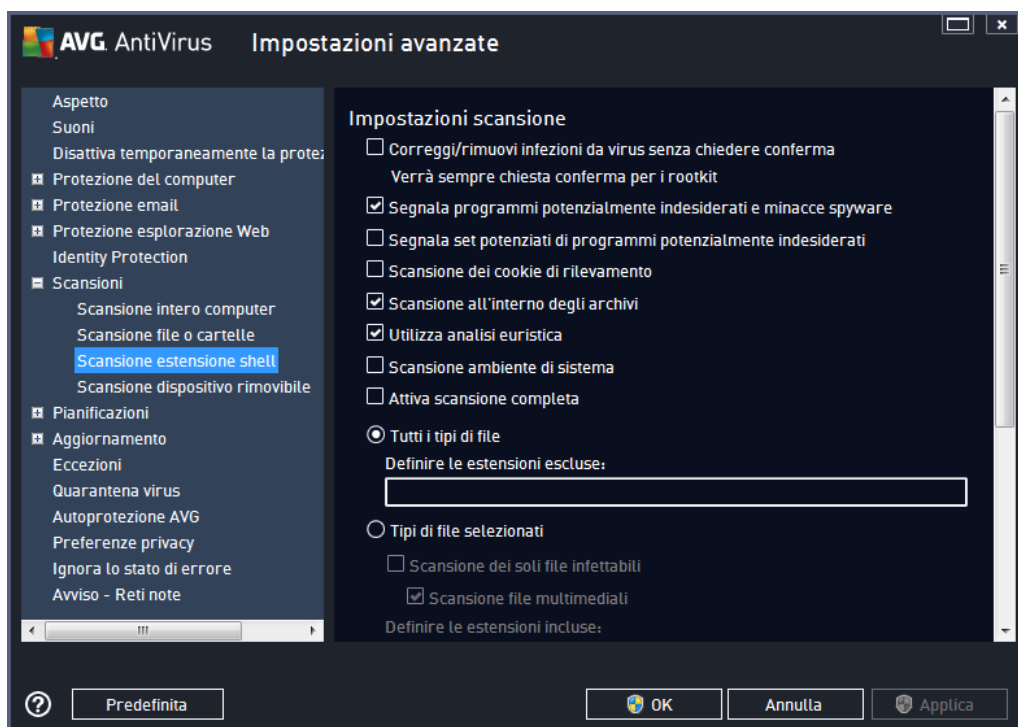 AVG AntiVirus Impostazioni avanzate
Aspetto
Suoni
Disattiva temporaneamente la
Protezione del computer
Protezione email
Protezione esplorazione Web
Identity Protection
Scansioni
Scansione intero computer
Scansione file o cartelle
Scansione estensione shell
Scansione dispositivo rimovibile
Pianificazioni
Aggiornamento
Eccezioni
Quarantena virus
Autoprotezione AVG
Preferenze privacy
Ignora lo stato di errore
Avviso - Reti note
Impostazioni scansione
Correggi/rimuovi infezioni da virus senza chiedere conferma
Verrà sempre chiesta conferma per i rootkit
Segnala programmi potenzialmente indesiderati e minacce spyware
Segnala set potenziati di programmi potenzialmente indesiderati
Scansione dei cookie di rilevamento
Scansione all'interno degli archivi
Utilizza analisi euristica
Scansione ambiente di sistema
Attiva scansione completa
Tutti i tipi di file
Definire le estensioni escluse:
Tipi di file selezionati
Scansione dei soli file infettabili
Scansione file multimediali
Definire le estensioni incluse:
Predefinita
OK
Annulla
Applica